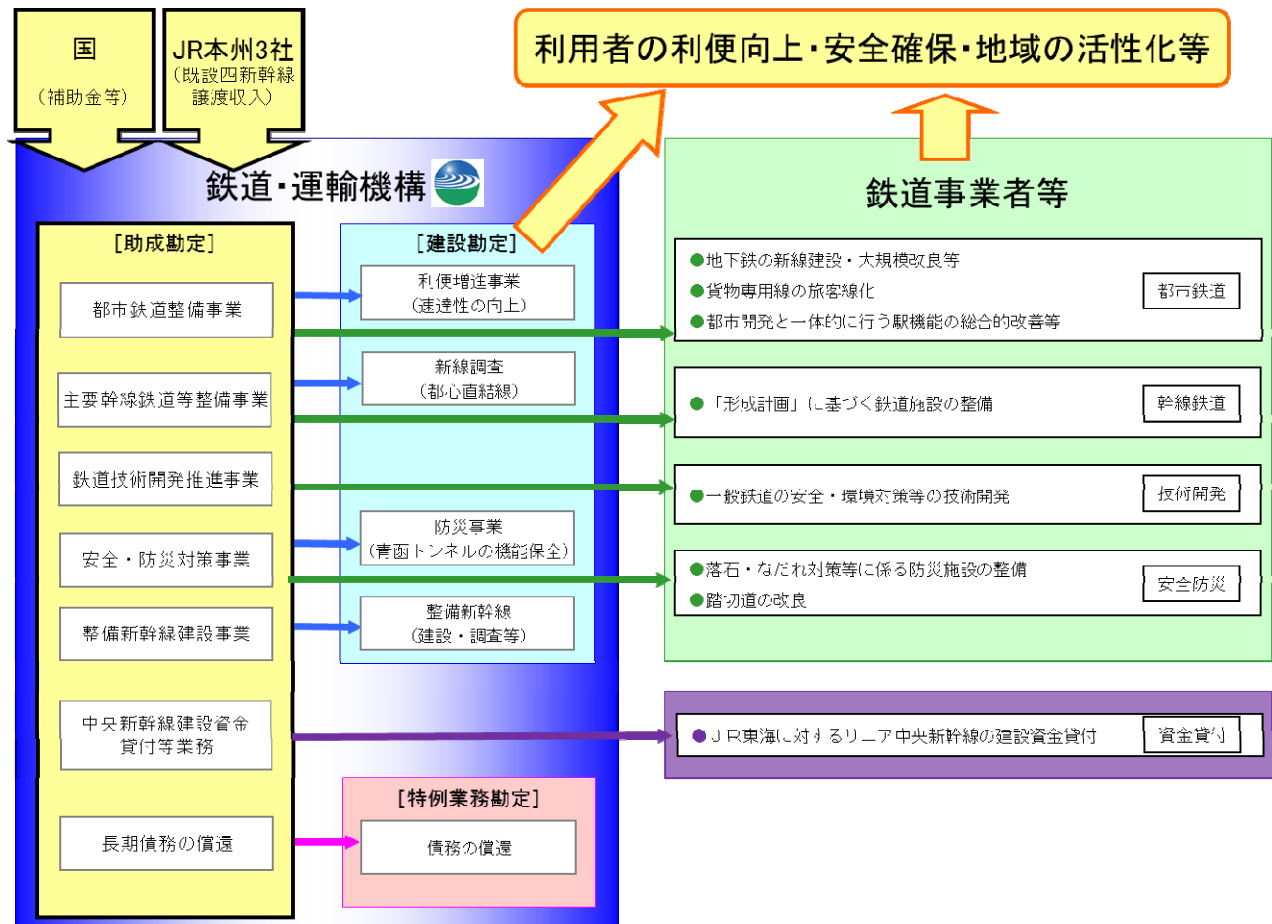 国
（補助金等）
JR本州3社
（既設四新幹線
譲渡収入）
利用者の利便向上・安全確保・地域の活性化等
鉄道・運輸機構
鉄道事業者等
［助成勘定］
都市鉄道整備事業
主要幹線鉄道等整備事業
鉄道技術開発推進事業
安全・防災対策事業
整備新幹線建設事業
中央新幹線建設資金
貸付等業務
長期債務の償還
［建設勘定］
利便増進事業
（速達性の向上）
新線調査
（都心直結線）
防災事業
（青函トンネルの機能保全）
整備新幹線
（建設・調査等）
［特例業務勘定］
債務の償還
●地下鉄の新線建設・大規模改良等
●貨物専用線の旅客線化
●都市開発と一体的に行う駅機能の総合的改善等
都市鉄道
●「形成計画」に基づく鉄道施設の整備
幹線鉄道
●一般鉄道の安全・環境対策等の技術開発
技術開発
●落石・なだれ対策等に係る防災施設の整備
●踏切道の改良
安全防災
●ＪＲ東海に対するリニア中央新幹線の建設資金貸付
資金貸付